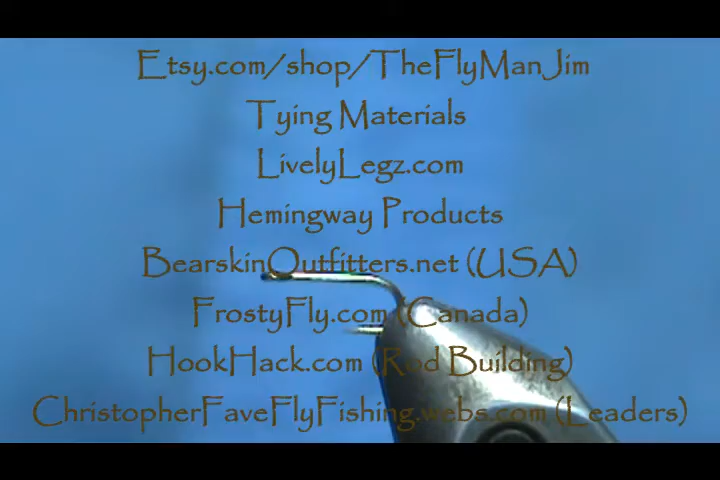 Etsy.com/shop/TheFlyManJim
Tying Materials
LivelyLegz.com
Hemingway Products
BearskinOutfitters.net (USA)
FrostyFly.com (Canada)
HookHack.com (Rod Building)
ChristopherFaveFlyFishing.webs.com (Leaders)